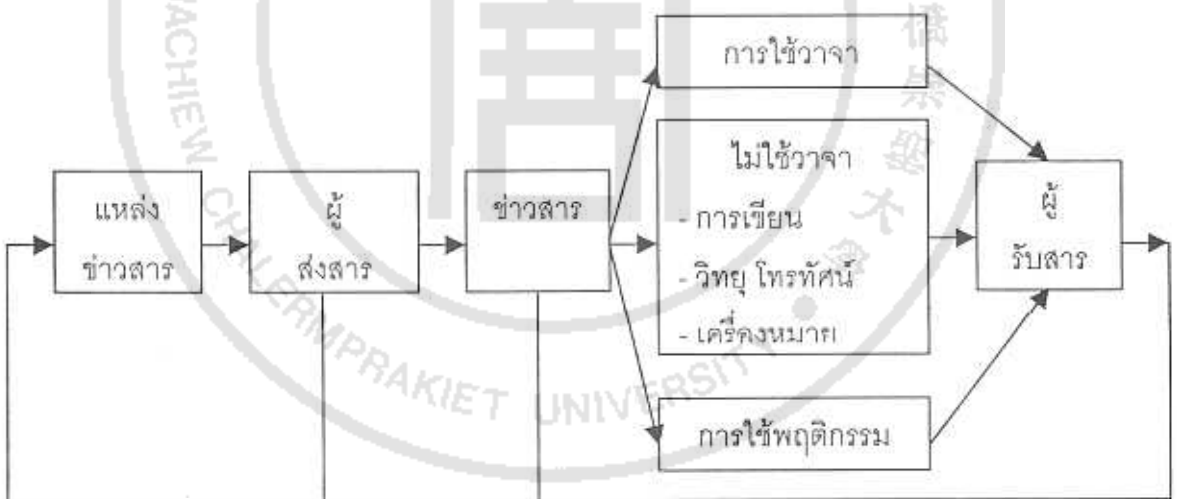 การใช้วาจา
ไม่ใช้วาจา
- การเขียน
- วิทยุ โทรทัศน์
- เครื่องหมาย
การใช้พฤติกรรม
แหล่ง
ข่าวสาร
ผู้
ส่งสาร
ข่าวสาร
ผู้
รับสาร
WACHIEW CHALERMPRAKIET UNIVERSITY
大